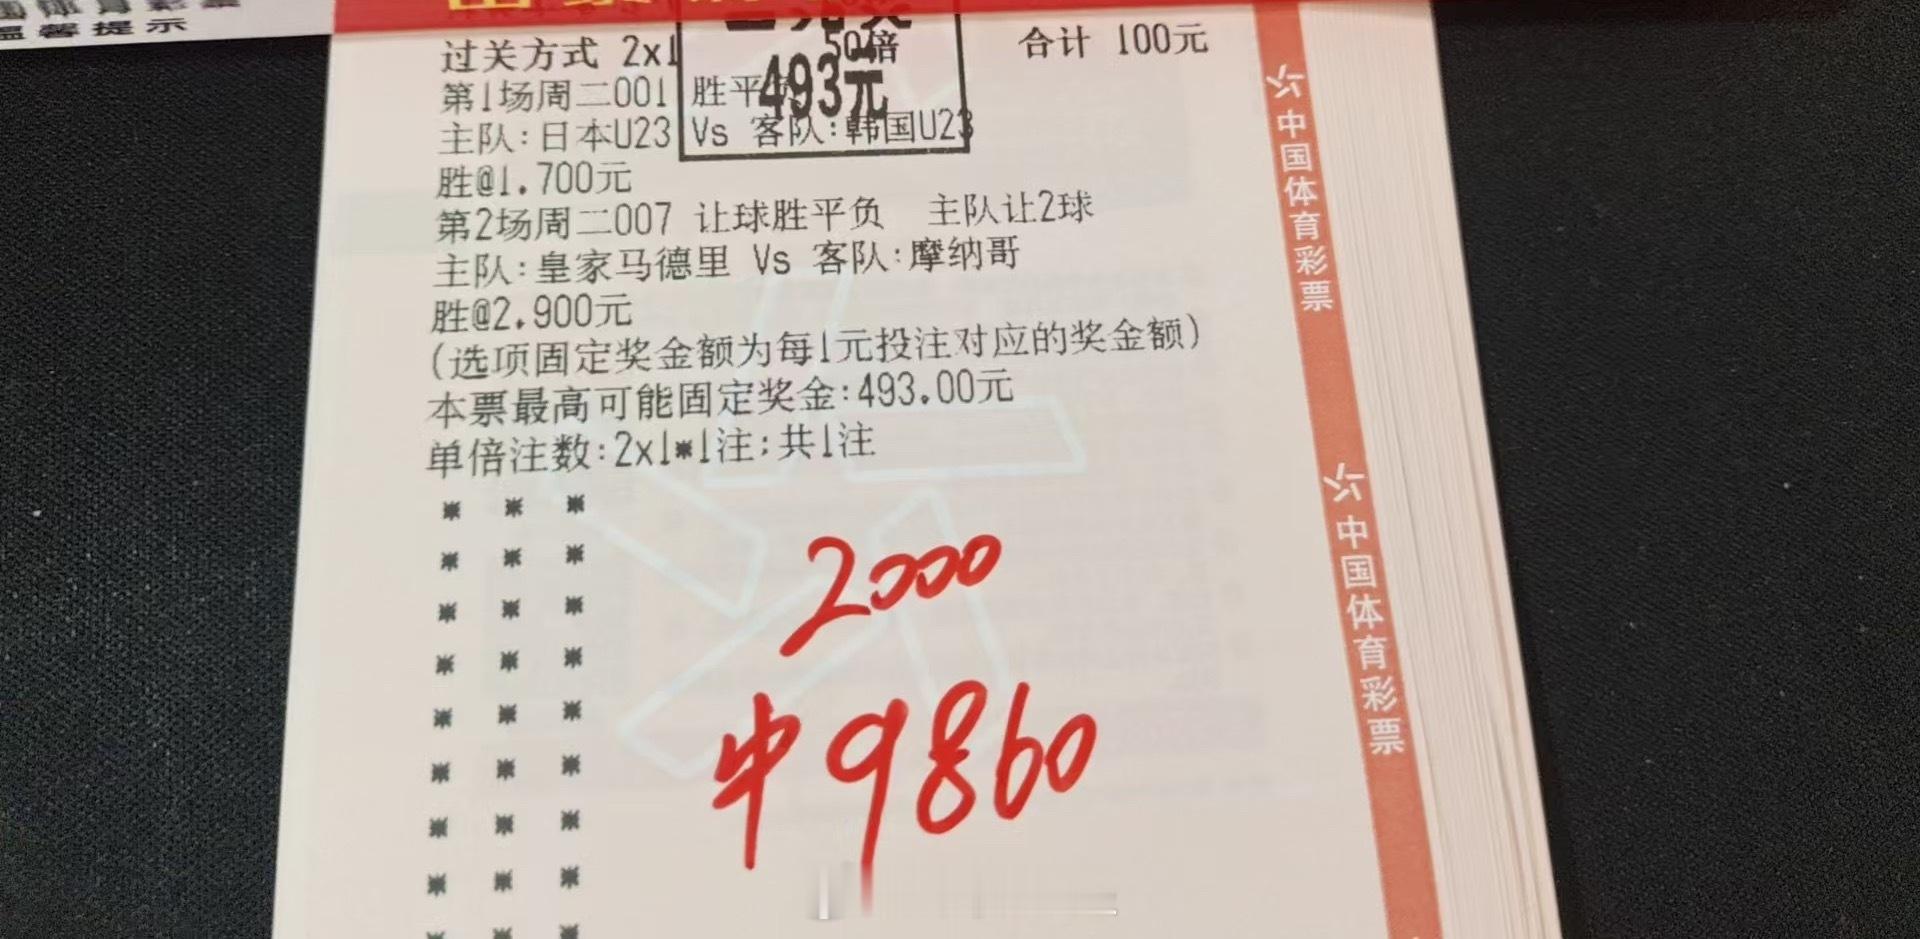 温馨提示
过关方式 2x1 50倍 合计 100元
493元
第1场周二001 胜平负
主队:日本U23 Vs 客队:韩国U23
胜@1.700元
第2场周二007 让球胜平负 主队让2球
主队:皇家马德里 Vs 客队:摩纳哥
胜@2.900元
(选项固定奖金额为每1元投注对应的奖金额)
本票最高可能固定奖金:493.00元
单倍注数:2x1*1注;共1注
2000
中9860
中国体育彩票
中国体育彩票